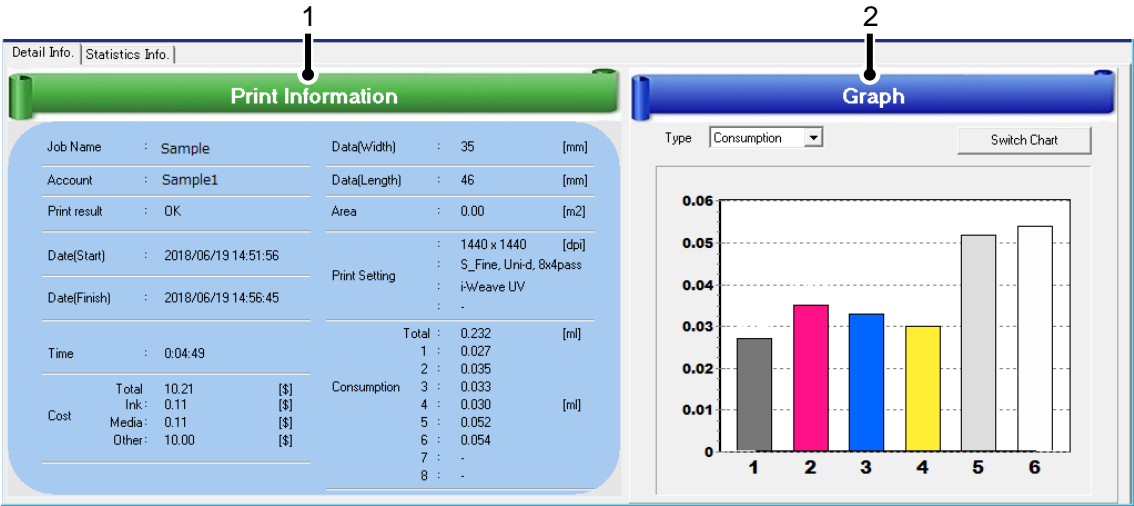 1
2
Detail Info.
Statistics Info.
Print Information
Job Name : Sample
Account : Sample1
Print result : OK
Date(Start) : 2018/06/19 14:51:56
Date(Finish) : 2018/06/19 14:56:45
Time : 0:04:49
Cost
Total 10.21 [$]
Ink : 0.11 [$]
Media : 0.11 [$]
Other : 10.00 [$]
Data(Width) : 35 [mm]
Data(Length) : 46 [mm]
Area : 0.00 [m2]
Print Setting
: 1440 x 1440 [dpi]
: S_Fine, Uni-d, 8x4pass
: i-Weave UV
: -
Consumption
Total : 0.232 [ml]
1 : 0.027
2 : 0.035
3 : 0.033
4 : 0.030 [ml]
5 : 0.052
6 : 0.054
7 : -
8 : -
Graph
Type Consumption
Switch Chart
0.06
0.05
0.04
0.03
0.02
0.01
0
1 2 3 4 5 6